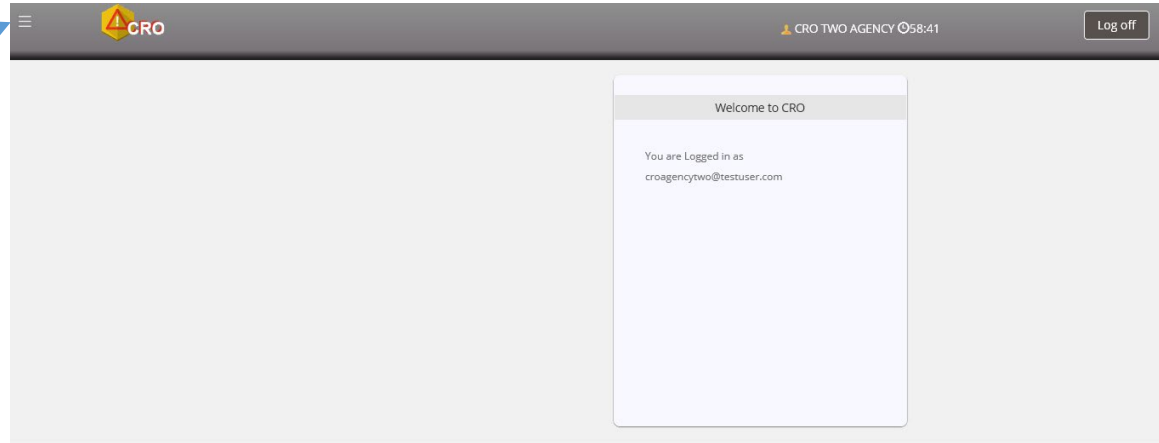 CRO
CRO TWO AGENCY 58:41
Log off
Welcome to CRO
You are Logged in as
croagencytwo@testuser.com